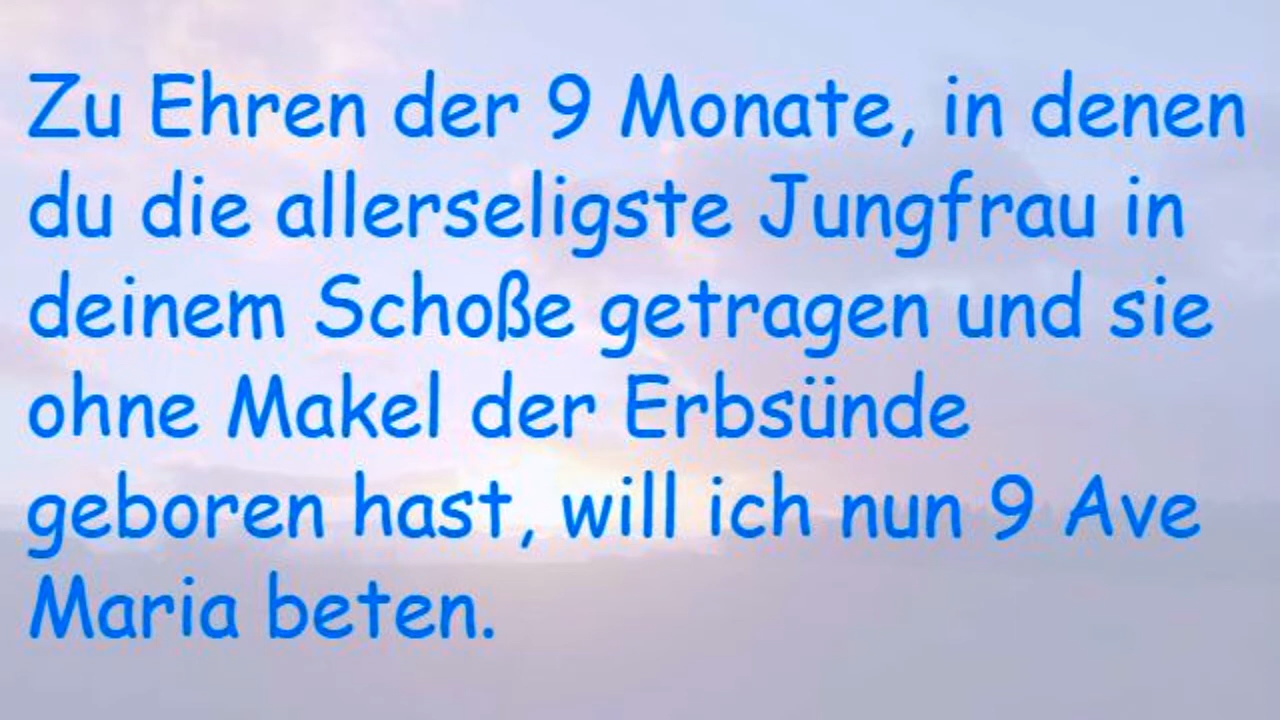 Zu Ehren der 9 Monate, in denen
du die allerseligste Jungfrau in
deinem Schoße getragen und sie
ohne Makel der Erbsünde
geboren hast, will ich nun 9 Ave
Maria beten.